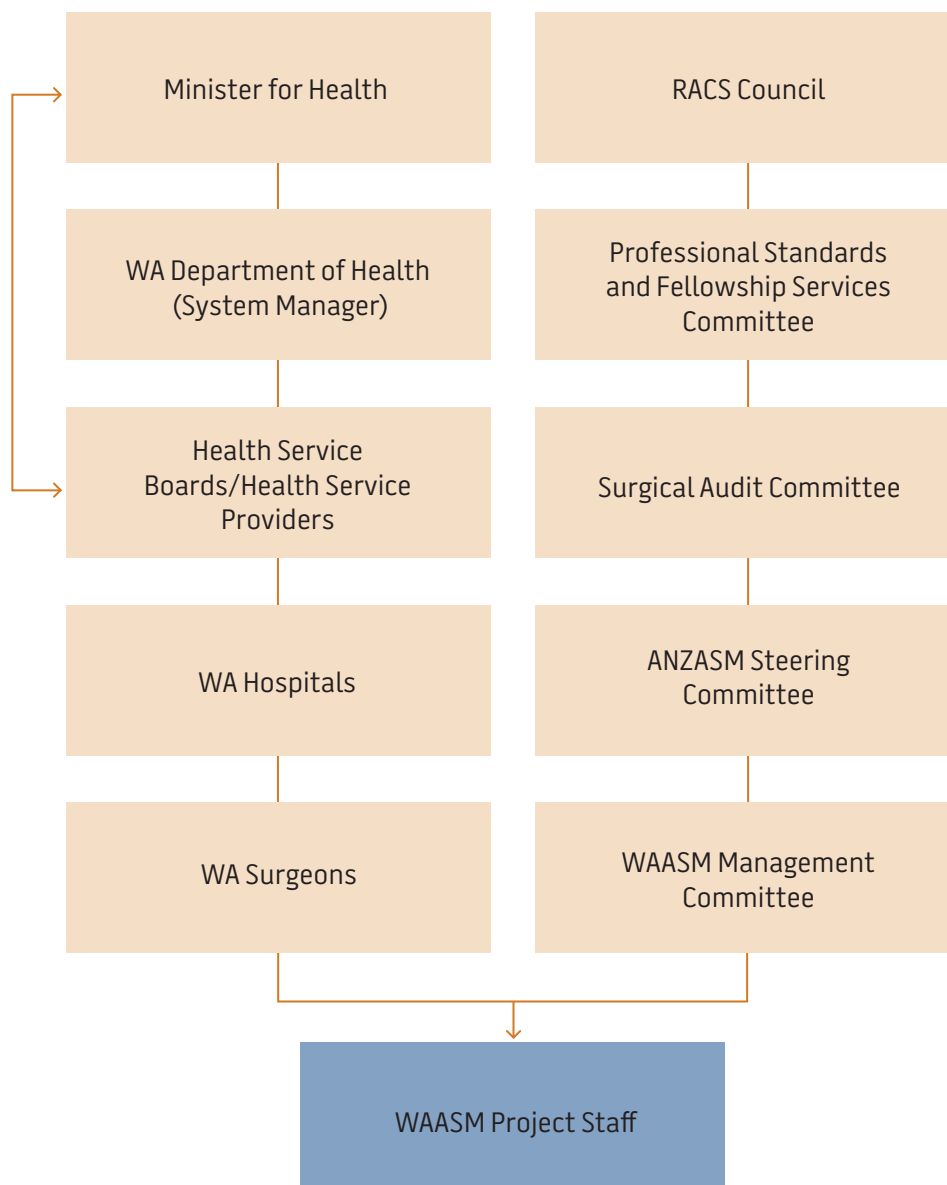 Minister for Health
RACS Council
WA Department of Health
(System Manager)
Professional Standards
and Fellowship Services
Committee
Health Service
Boards/Health Service
Providers
Surgical Audit Committee
WA Hospitals
ANZASM Steering
Committee
WA Surgeons
WAASM Management
Committee
WAASM Project Staff